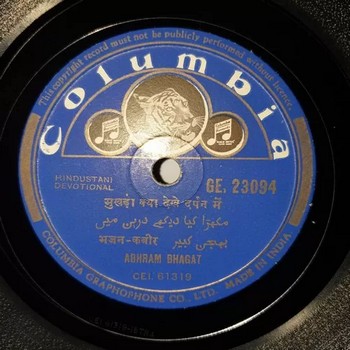 This copyright record must not be publicly performed without licence.
Columbia
HINDUSTANI
DEVOTIONAL
GE. 23094
मुखड़ा क्या देखे दर्पन में
مکھڑا کیا دیکھے درپن میں
भजन-कबीर
بھجن کبیر
ABHRAM BHAGAT
CEI. 61319
COLUMBIA GRAPHOPHONE CO., LTD. MADE IN INDIA.